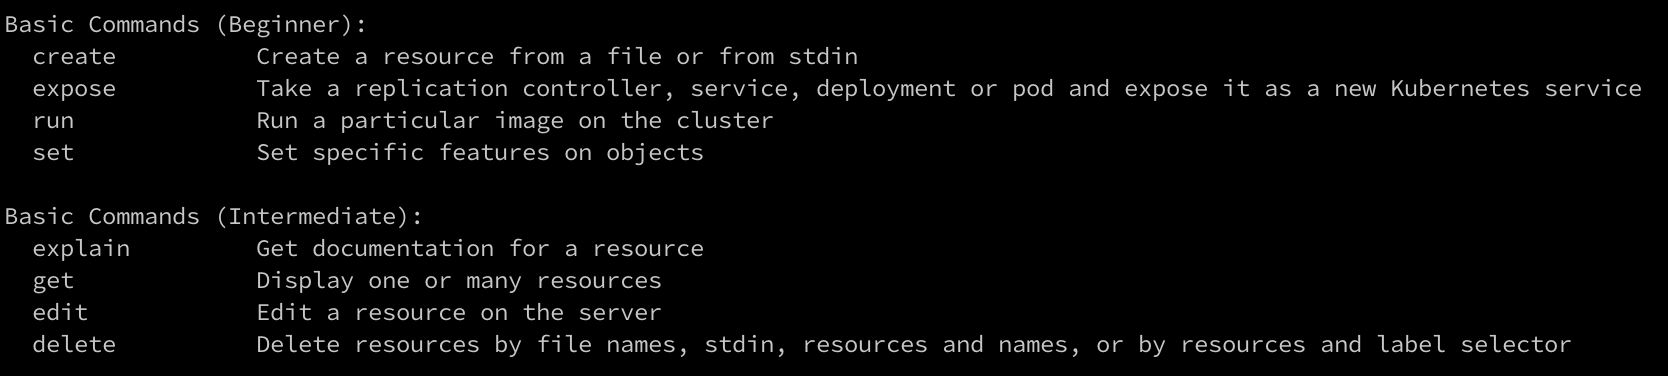 Basic Commands (Beginner):
  create          Create a resource from a file or from stdin
  expose          Take a replication controller, service, deployment or pod and expose it as a new Kubernetes service
  run             Run a particular image on the cluster
  set             Set specific features on objects

Basic Commands (Intermediate):
  explain         Get documentation for a resource
  get             Display one or many resources
  edit            Edit a resource on the server
  delete          Delete resources by file names, stdin, resources and names, or by resources and label selector